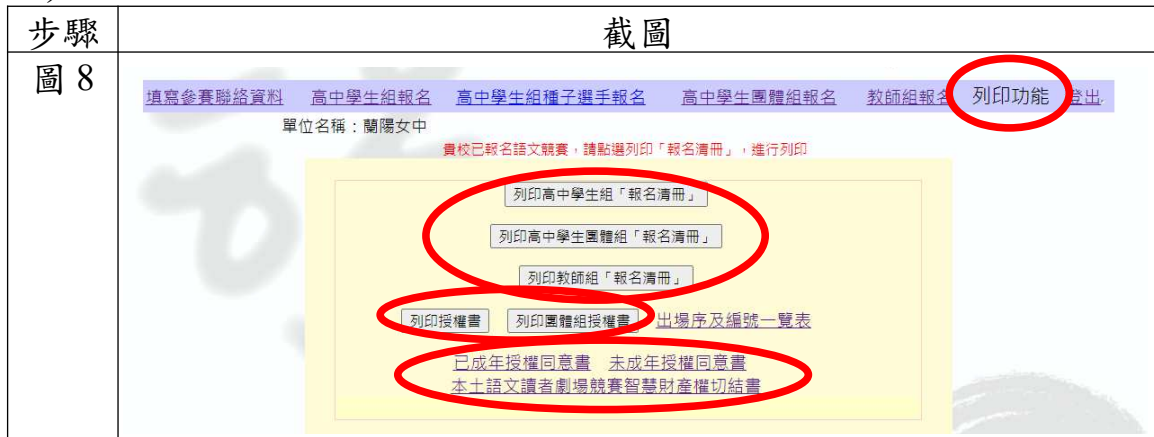 步驟 截圖
圖 8
填寫參賽聯絡資料 高中學生組報名 高中學生組種子選手報名 高中學生團體組報名 教師組報名 列印功能 登出
單位名稱：蘭陽女中
貴校已報名語文競賽，請點選列印「報名清冊」，進行列印
列印高中學生組「報名清冊」
列印高中學生團體組「報名清冊」
列印教師組「報名清冊」
列印授權書 列印團體組授權書 出場序及編號一覽表
已成年授權同意書 未成年授權同意書
本土語文讀者劇場競賽智慧財產權切結書